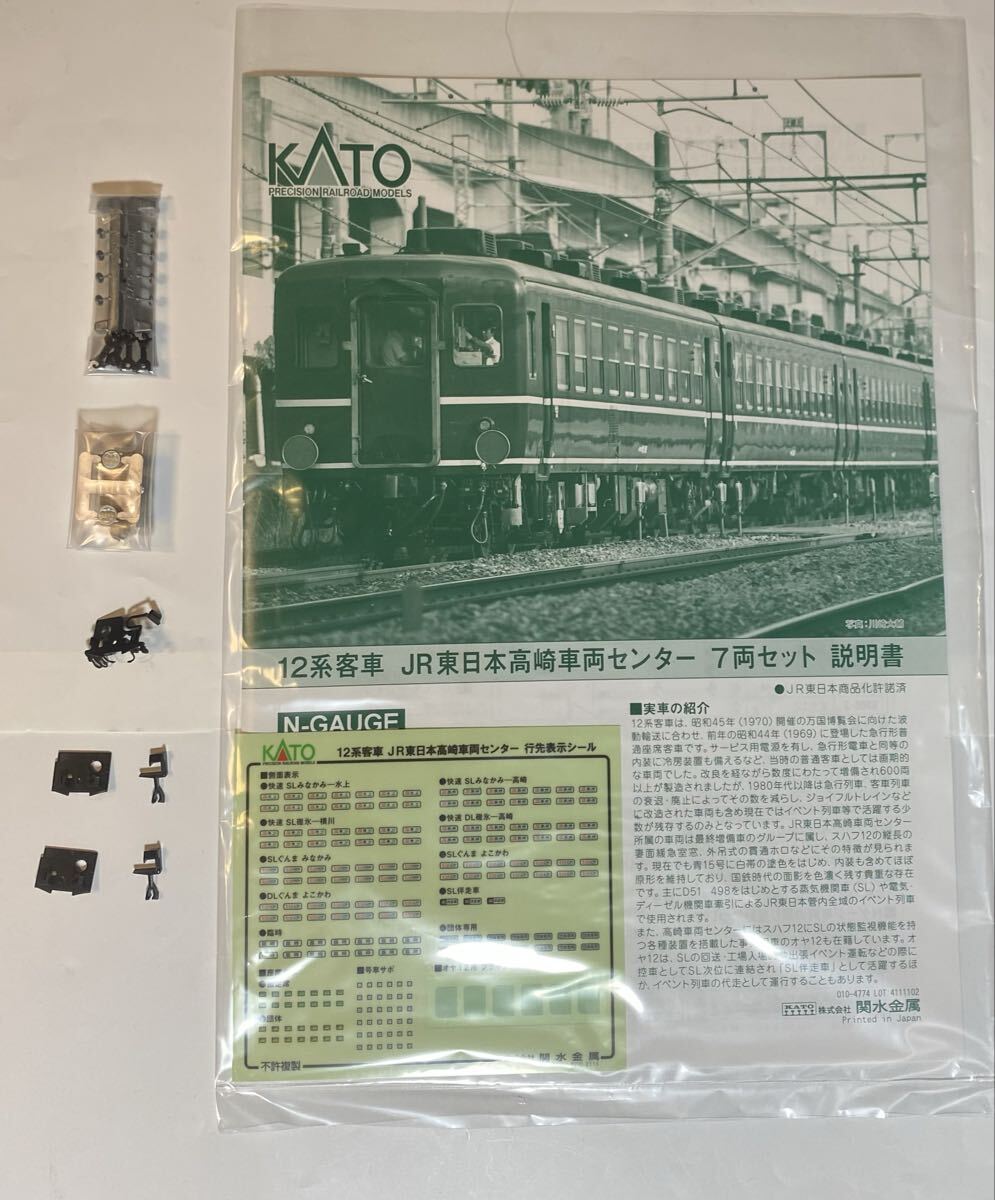 KATO
PRECISION RAILROAD MODELS
写真：川崎大輔
12系客車 JR東日本高崎車両センター 7両セット 説明書
●JR東日本商品化許諾済
N-GAUGE
■実車の紹介
12系客車は、昭和45年（1970）開催の万国博覧会に向けた波
動輸送に合わせ、前年の昭和44年（1969）に登場した急行形普
通座席客車です。サービス用電源を有し、急行形電車と同等の
内装に冷房装置も備えるなど、当時の普通客車としては画期的
な車両でした。改良を経ながら数度にわたって増備され600両
以上が製造されましたが、1980年代以降は急行列車、客車列車
の衰退・廃止によってその数を減らし、ジョイフルトレインなど
に改造された車両も含め現在ではイベント列車等で活躍する少
数が残存するのみとなっています。JR東日本高崎車両センター
所属の車両は最終増備車のグループに属し、スハフ12の縦長の
妻面緩急室窓、外吊式の貫通ホロなどにその特徴が見られま
す。現在でも青15号に白帯の塗色をはじめ、内装も含めてほぼ
原形を維持しており、国鉄時代の面影を色濃く残す貴重な存在
です。主にD51 498をはじめとする蒸気機関車（SL）や電気・
ディーゼル機関車牽引によるJR東日本管内全域のイベント列車
で使用されます。
また、高崎車両センターにはスハフ12にSLの状態監視機能を持
つ各種装置を搭載した事 車のオヤ12も在籍しています。オ
ヤ12は、SLの回送・工場入場 出張イベント運転などの際に
控車としてSL次位に連結され「SL伴走車」として活躍するほ
か、イベント列車の代走として運行することもあります。
010-4774 LOT 4111102
KATO 株式会社 関水金属
Printed in Japan
KATO
PRECISION RAILROAD MODELS
12系客車 JR東日本高崎車両センター 行先表示シール
■側面表示
●快速 SLみなかみ―水上
●快速 SLみなかみ―高崎
●快速 SL碓氷―横川
●快速 DL碓氷―高崎
●SLぐんま みなかみ
●SLぐんま よこかわ
●DLぐんま よこかわ
●SL伴走車
●臨時
●団体専用
■号車サポ
■オヤ12用
●団体
不許複製
関水金属